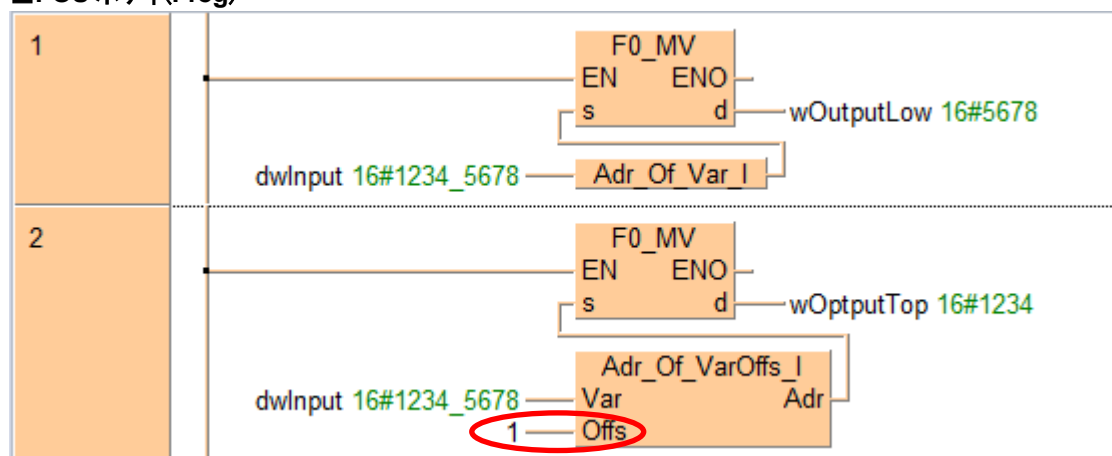 1
F0_MV
EN ENO
s d wOutputLow 16#5678
dwInput 16#1234_5678 Adr_Of_Var_I
2
F0_MV
EN ENO
s d wOptputTop 16#1234
Adr_Of_VarOffs_I
dwInput 16#1234_5678 Var Adr
1 Offs